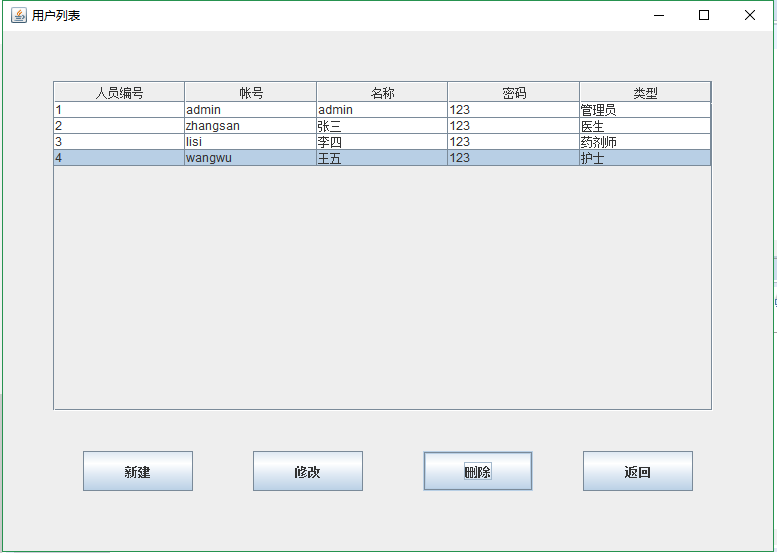 用户列表
人员编号 帐号 名称 密码 类型
1 admin admin 123 管理员
2 zhangsan 张三 123 医生
3 lisi 李四 123 药剂师
4 wangwu 王五 123 护士
新建 修改 删除 返回